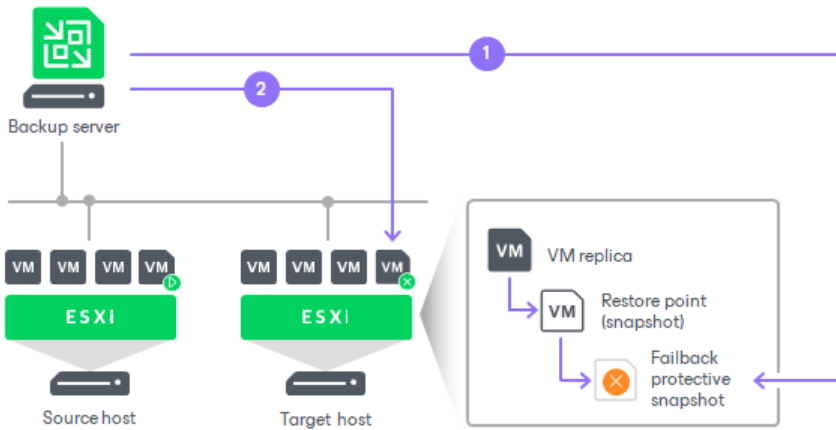 1
2
Backup server
VM VM VM VM
VM VM VM VM
ESXi
ESXi
Source host
Target host
VM
VM replica
VM
Restore point
(snapshot)
Failback
protective
snapshot